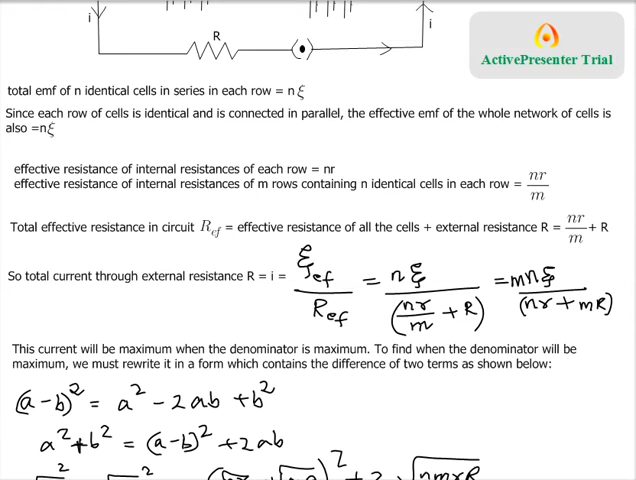 i
R
i
ActivePresenter Trial
total emf of n identical cells in series in each row = n ξ
Since each row of cells is identical and is connected in parallel, the effective emf of the whole network of cells is
also =nξ
effective resistance of internal resistances of each row = nr
effective resistance of internal resistances of m rows containing n identical cells in each row = nr/m
Total effective resistance in circuit R_ef = effective resistance of all the cells + external resistance R = nr/m + R
So total current through external resistance R = i = ξ_ef / R_ef = n ξ / (nr/m + R) = mn ξ / (nr + mR)
This current will be maximum when the denominator is maximum. To find when the denominator will be
maximum, we must rewrite it in a form which contains the difference of two terms as shown below:
(a - b)² = a² - 2ab + b²
a² + b² = (a - b)² + 2ab